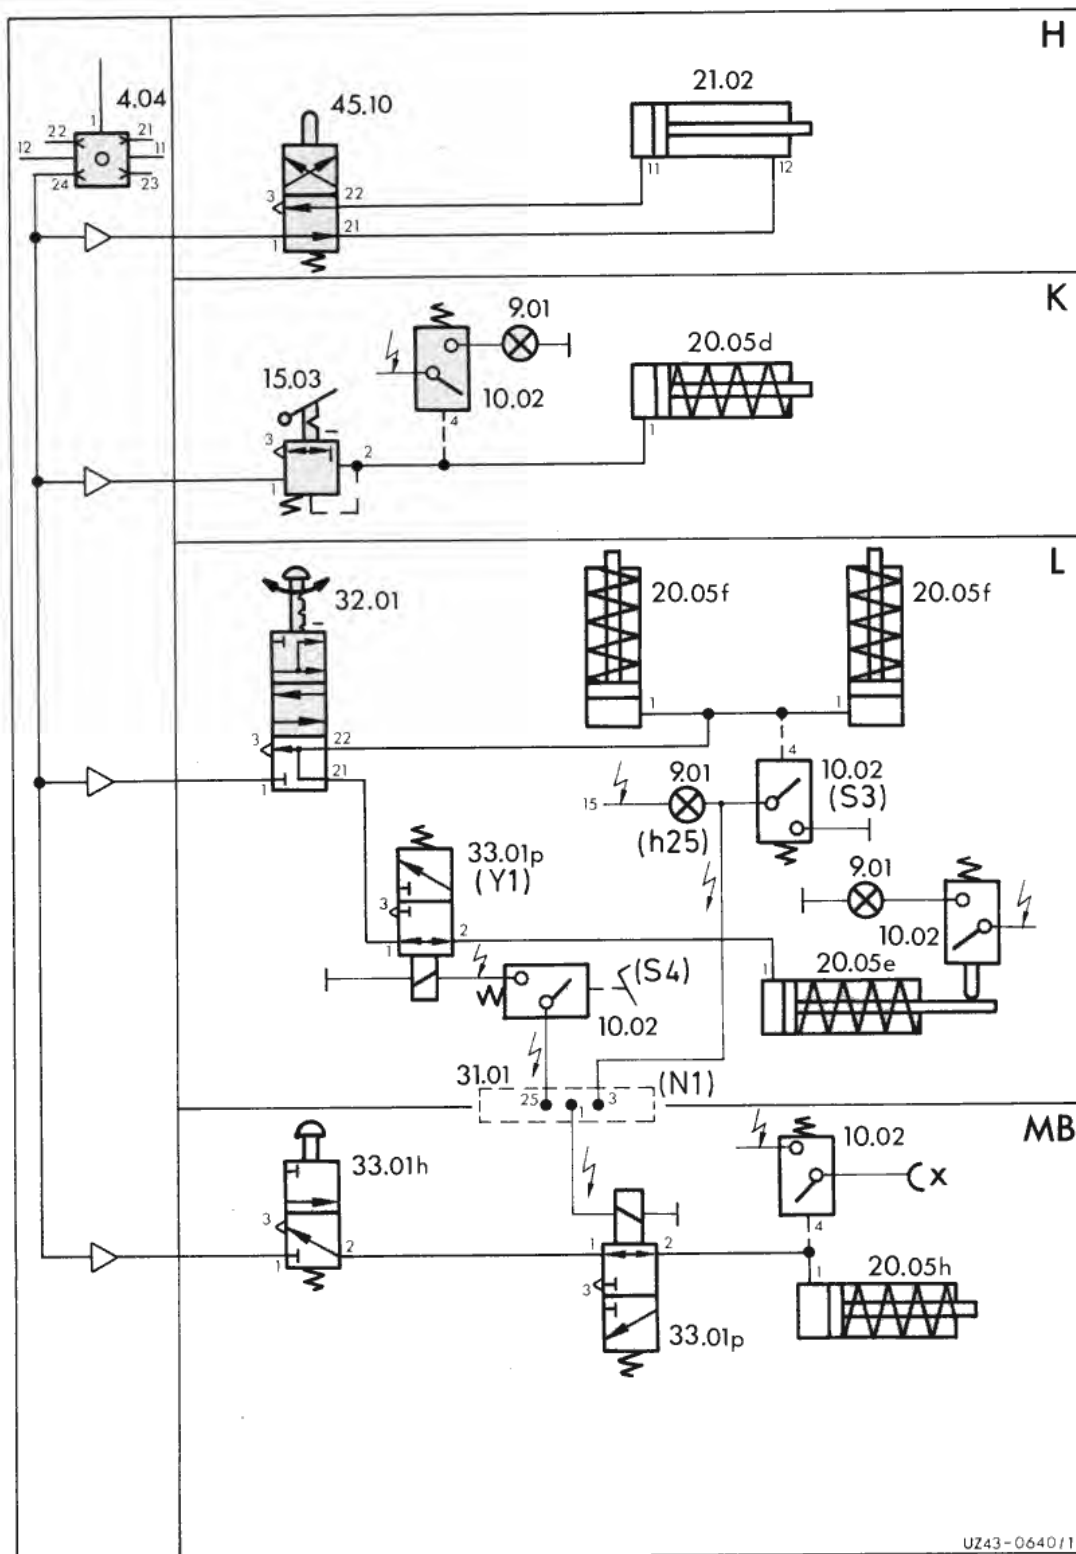 H
4.04
1
22
21
12
11
24
23
45.10
3
22
1
21
21.02
11
12
K
9.01
10.02
4
15.03
3
2
1
20.05d
1
L
32.01
3
22
1
21
20.05f
1
20.05f
1
4
9.01
10.02
(S3)
15
(h25)
33.01p
(Y1)
3
1
2
9.01
10.02
20.05e
1
(S4)
10.02
31.01
25
1
3
(N1)
MB
33.01h
3
1
2
10.02
x
4
1
2
3
33.01p
1
20.05h
UZ43-0640/1